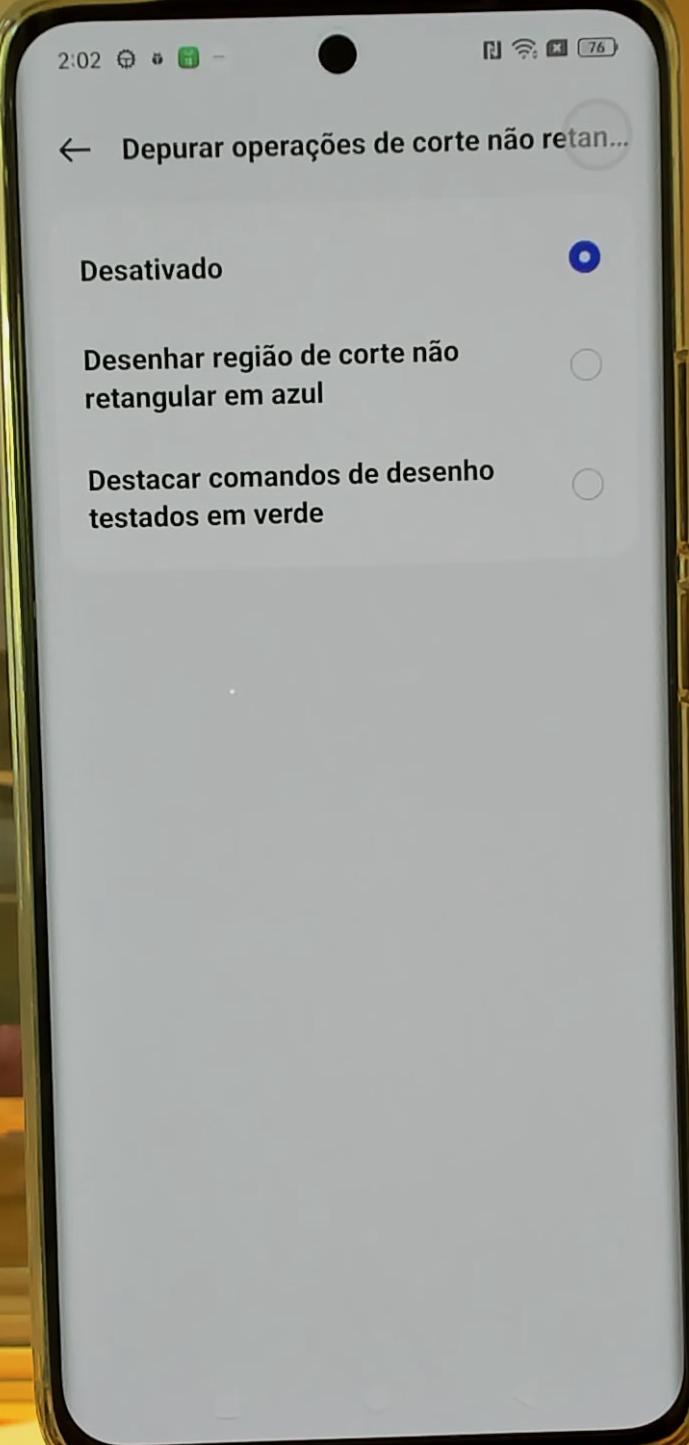 2:02
76
Depurar operações de corte não retan...
Desativado
Desenhar região de corte não
retangular em azul
Destacar comandos de desenho
testados em verde